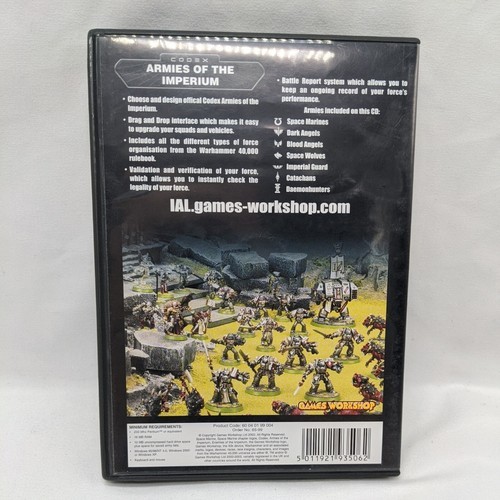 CODEX
ARMIES OF THE
IMPERIUM
• Choose and design offical Codex Armies of the
Imperium.
• Drag and Drop interface which makes it easy
to upgrade your squads and vehicles.
• Includes all the different types of force
organisation from the Warhammer 40,000
rulebook.
• Validation and verification of your force,
which allows you to instantly check the
legality of your force.
• Battle Report system which allows you to
keep an ongoing record of your force's
performance.
Armies Included on this CD:
Space Marines
Dark Angels
Blood Angels
Space Wolves
Imperial Guard
Catachans
Daemonhunters
IAL.games-workshop.com
GAMES WORKSHOP
MINIMUM REQUIREMENTS:
5 011921 935062